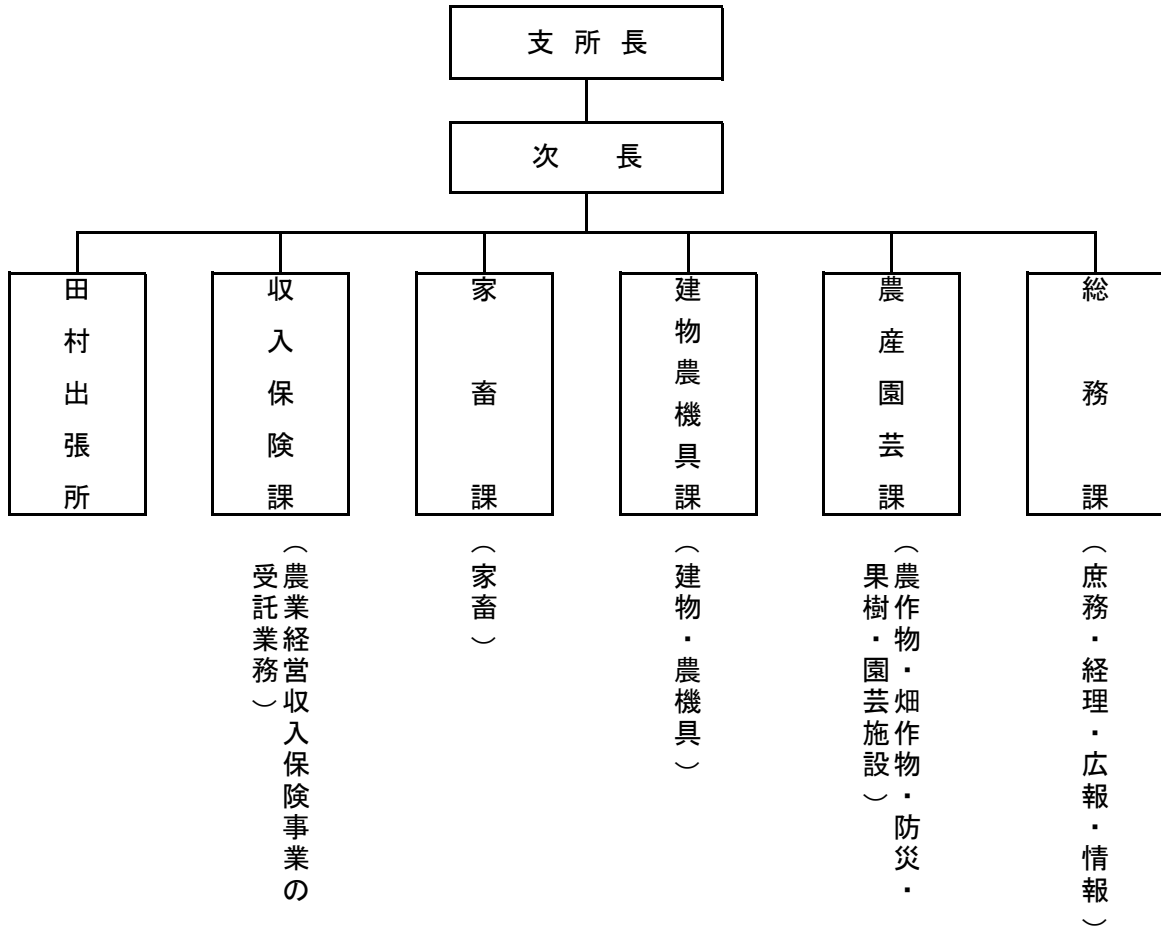 支所長
次長
総務課
（庶務・経理・広報・情報）
農産園芸課
（農作物・畑作物・防災・
果樹・園芸施設）
建物農機具課
（建物・農機具）
家畜課
（家畜）
収入保険課
（農業経営収入保険事業の
受託業務）
田村出張所